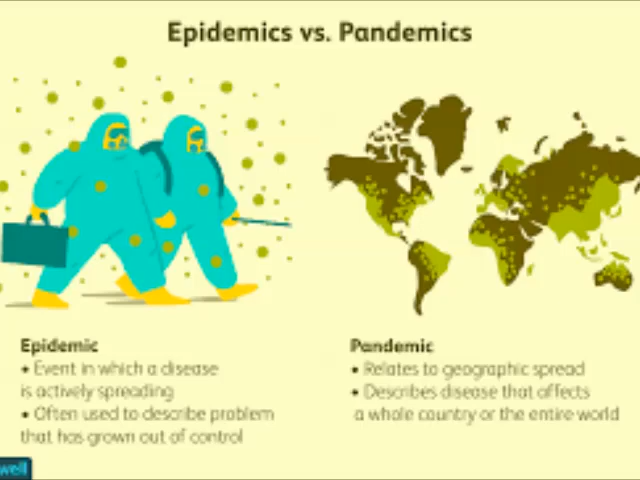 Epidemics vs. Pandemics
Epidemic
• Event in which a disease
is actively spreading
• Often used to describe problem
that has grown out of control
Pandemic
• Relates to geographic spread
• Describes disease that affects
a whole country or the entire world
well